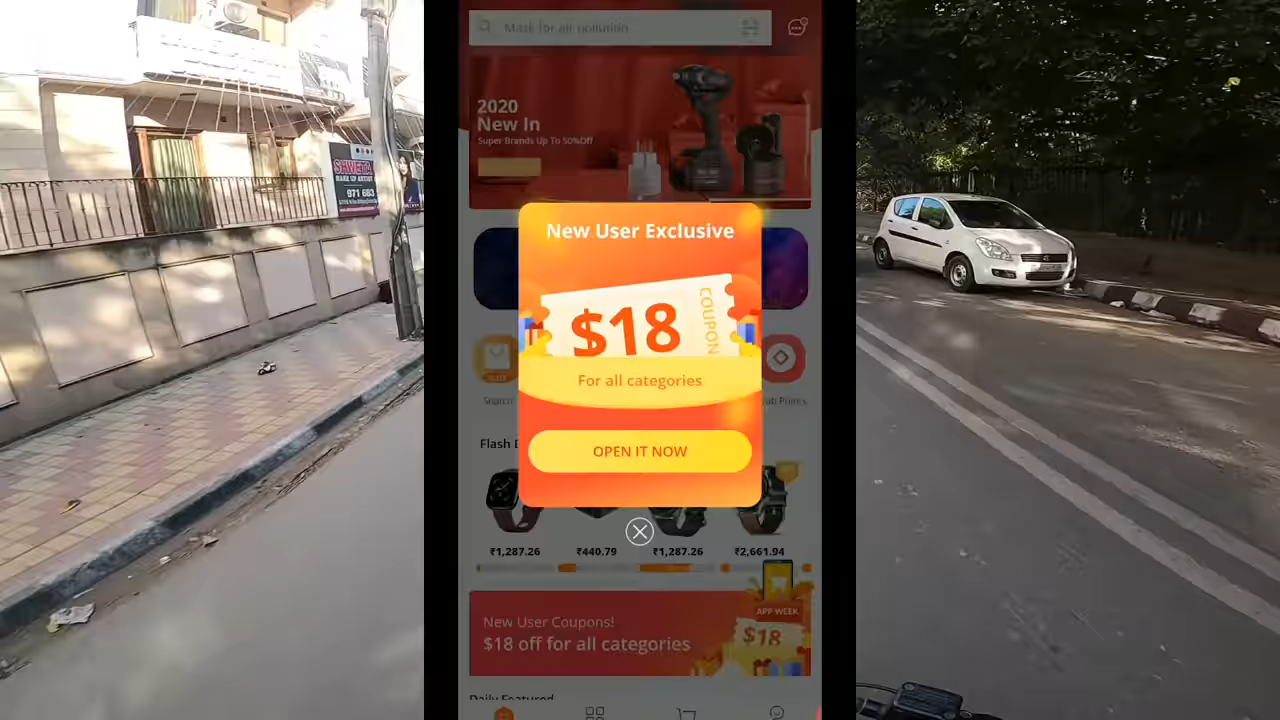 SHWETA
MAKE UP ARTIST
971 683
Mask for air pollution
2020
New In
Super Brands Up To 50%Off
New User Exclusive
$18
COUPON
For all categories
OPEN IT NOW
Flash
₹1,287.26
₹440.79
₹1,287.26
₹2,661.94
New User Coupons!
$18 off for all categories
APP WEEK
$18
Daily Featured